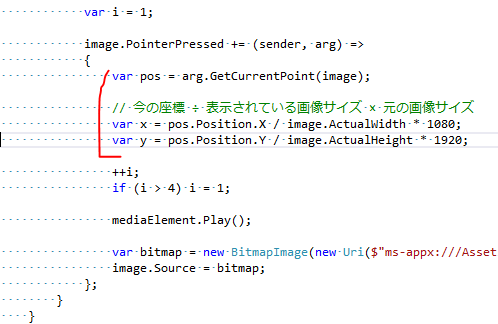 var i = 1;
image.PointerPressed += (sender, arg) =>
{
var pos = arg.GetCurrentPoint(image);
// 今の座標 ÷ 表示されている画像サイズ × 元の画像サイズ
var x = pos.Position.X / image.ActualWidth * 1080;
var y = pos.Position.Y / image.ActualHeight * 1920;
++i;
if (i > 4) i = 1;
mediaElement.Play();
var bitmap = new BitmapImage(new Uri($"ms-appx:///Asset
image.Source = bitmap;
};
}
}